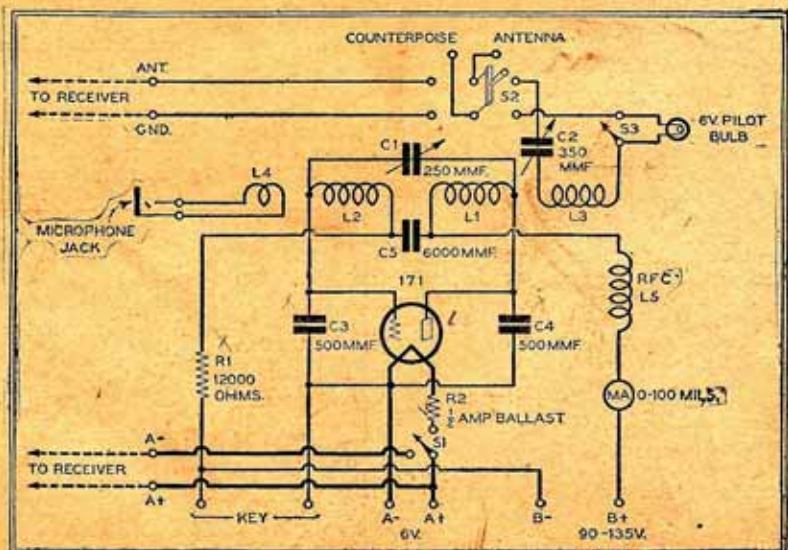 COUNTERPOISE ANTENNA
ANT.
TO RECEIVER
GND.
S2
S3
6V. PILOT
BULB
C1
250 MMF.
C2
350
MMF.
L4
L2
L1
L3
MICROPHONE
JACK
C5 6000 MMF.
171
RFC.
L5
C3
500 MMF.
C4
500 MMF.
R1
12000
OHMS.
R2
½ AMP BALLAST
MA 0-100 MILS.
S1
A-
TO RECEIVER
A+
KEY
A- A+
6V.
B- B+
90-135V.